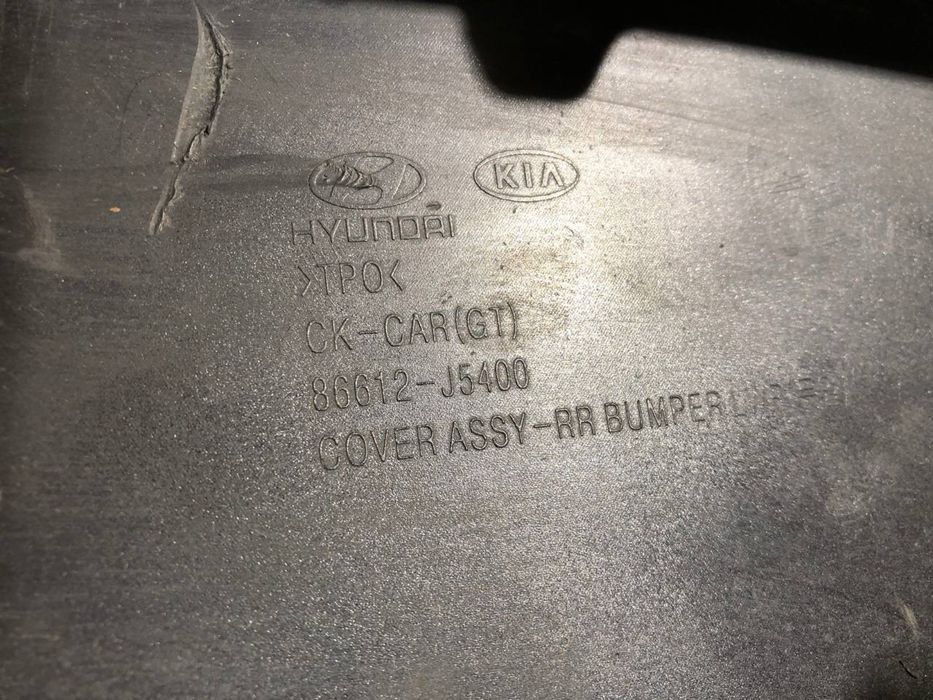 KIA
HYUNDAI
>TPO<
CK-CAR(GT)
86612-J5400
COVER ASSY-RR BUMPER